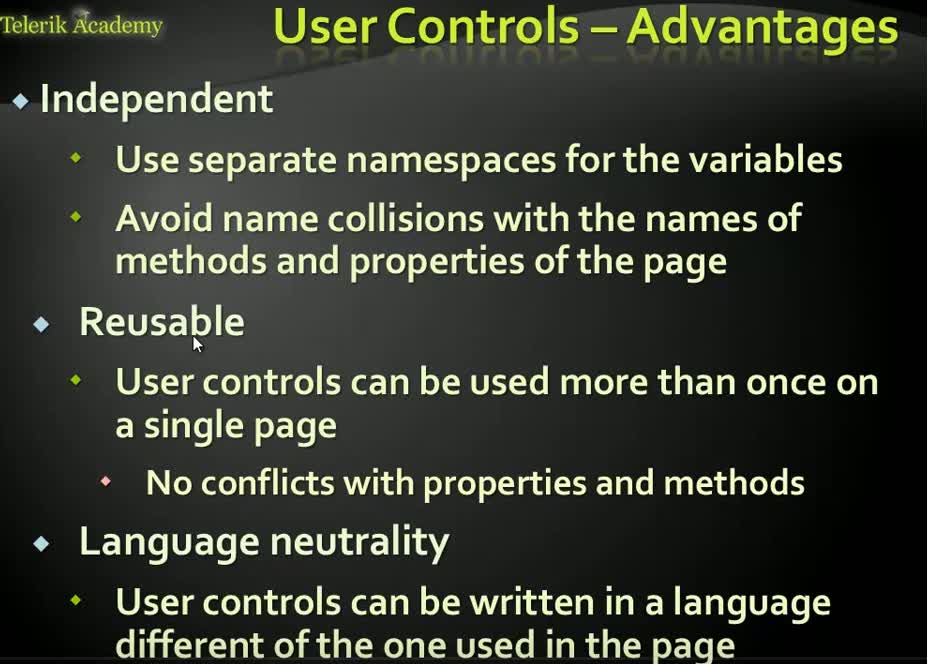 Telerik Academy
User Controls – Advantages
Independent
Use separate namespaces for the variables
Avoid name collisions with the names of
methods and properties of the page
Reusable
User controls can be used more than once on
a single page
No conflicts with properties and methods
Language neutrality
User controls can be written in a language
different of the one used in the page